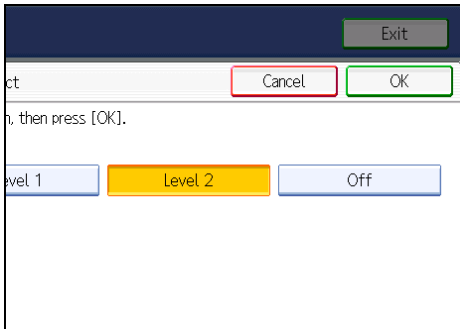 Exit
ct Cancel OK
n, then press [OK].
evel 1 Level 2 Off